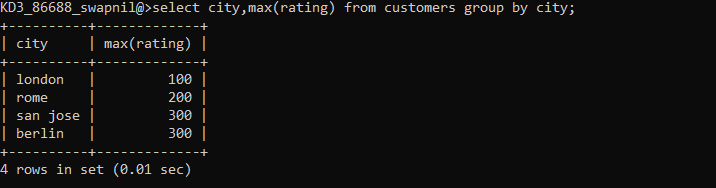 KD3_86688_swapnil@>select city,max(rating) from customers group by city;
+----------+-------------+
| city     | max(rating) |
+----------+-------------+
| london   |         100 |
| rome     |         200 |
| san jose |         300 |
| berlin   |         300 |
+----------+-------------+
4 rows in set (0.01 sec)